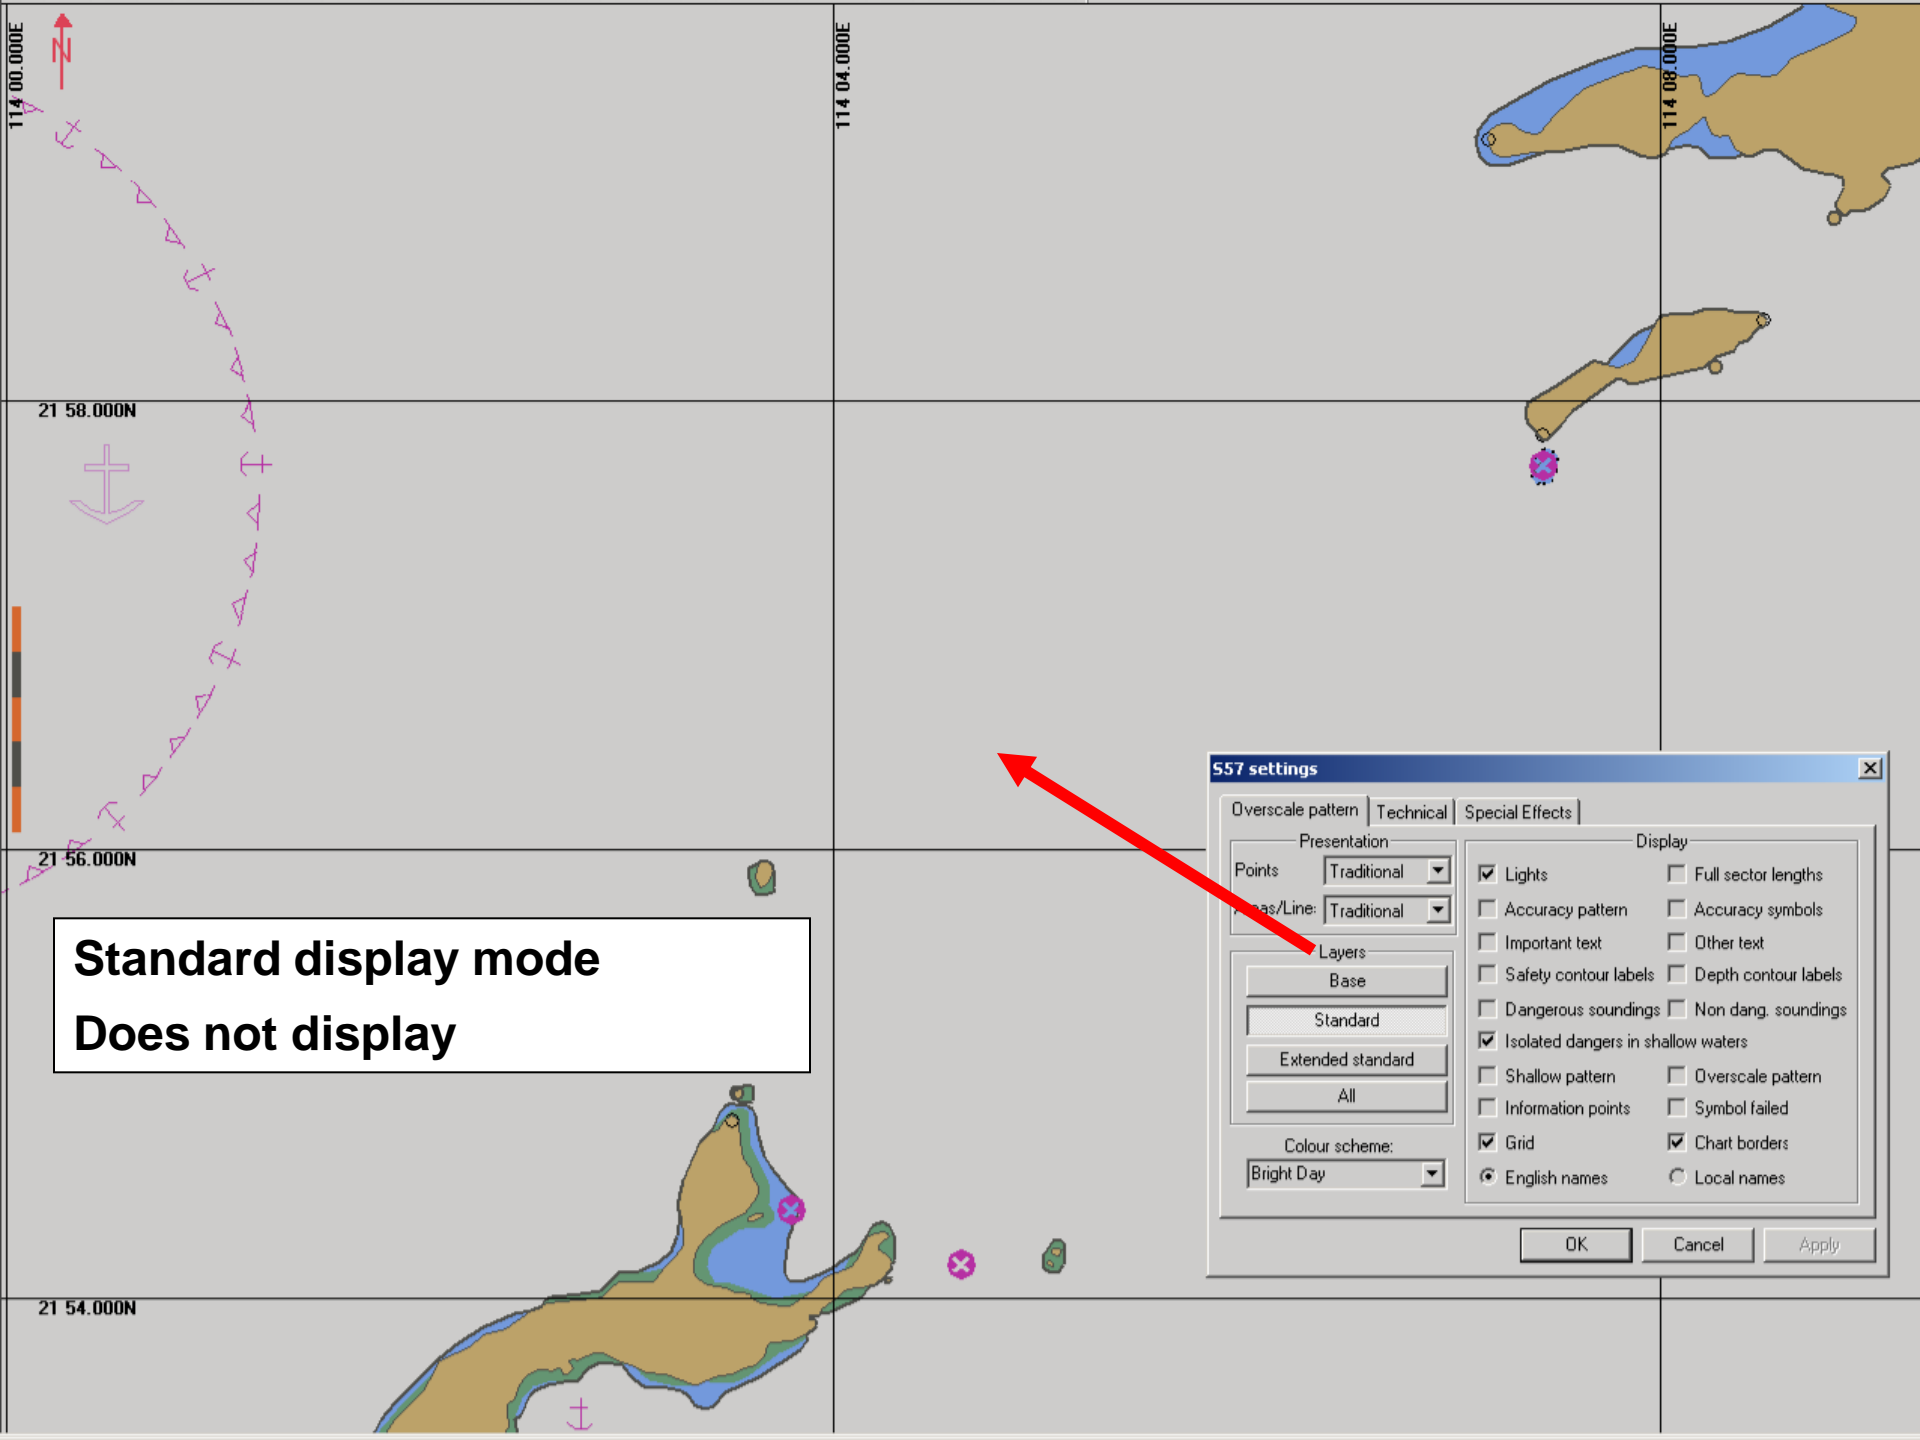 114 00.000E
N
114 04.000E
114 08.000E
21 58.000N
21 56.000N
Standard display mode
Does not display
21 54.000N
S57 settings
Overscale pattern
Technical
Special Effects
Presentation
Points
Traditional
Areas/Line:
Traditional
Layers
Base
Standard
Extended standard
All
Colour scheme:
Bright Day
Display
Lights
Full sector lengths
Accuracy pattern
Accuracy symbols
Important text
Other text
Safety contour labels
Depth contour labels
Dangerous soundings
Non dang. soundings
Isolated dangers in shallow waters
Shallow pattern
Overscale pattern
Information points
Symbol failed
Grid
Chart borders
English names
Local names
OK
Cancel
Apply